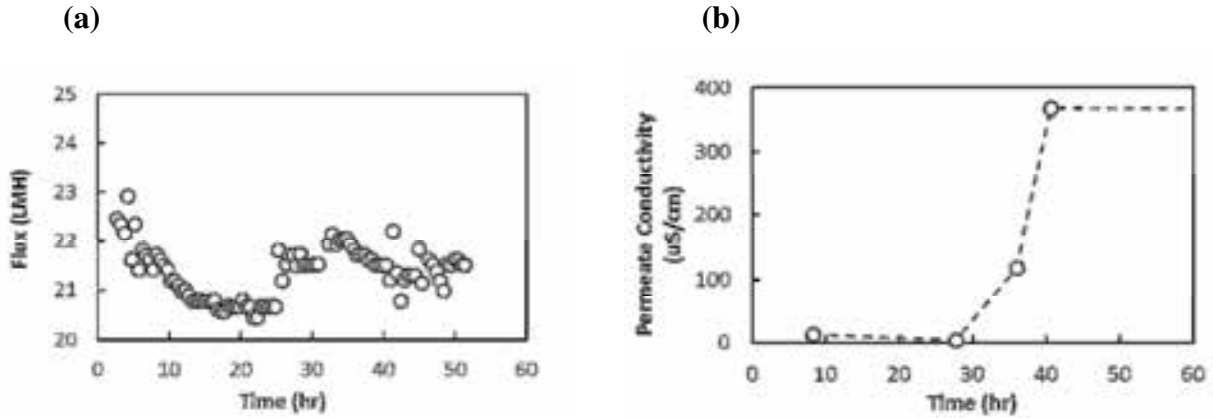 (a)
(b)
25
24
23
22
21
20
Flux (LMH)
0 10 20 30 40 50 60
Time (hr)
400
300
200
100
0
Permeate Conductivity
(uS/cm)
0 10 20 30 40 50 60
Time (hr)